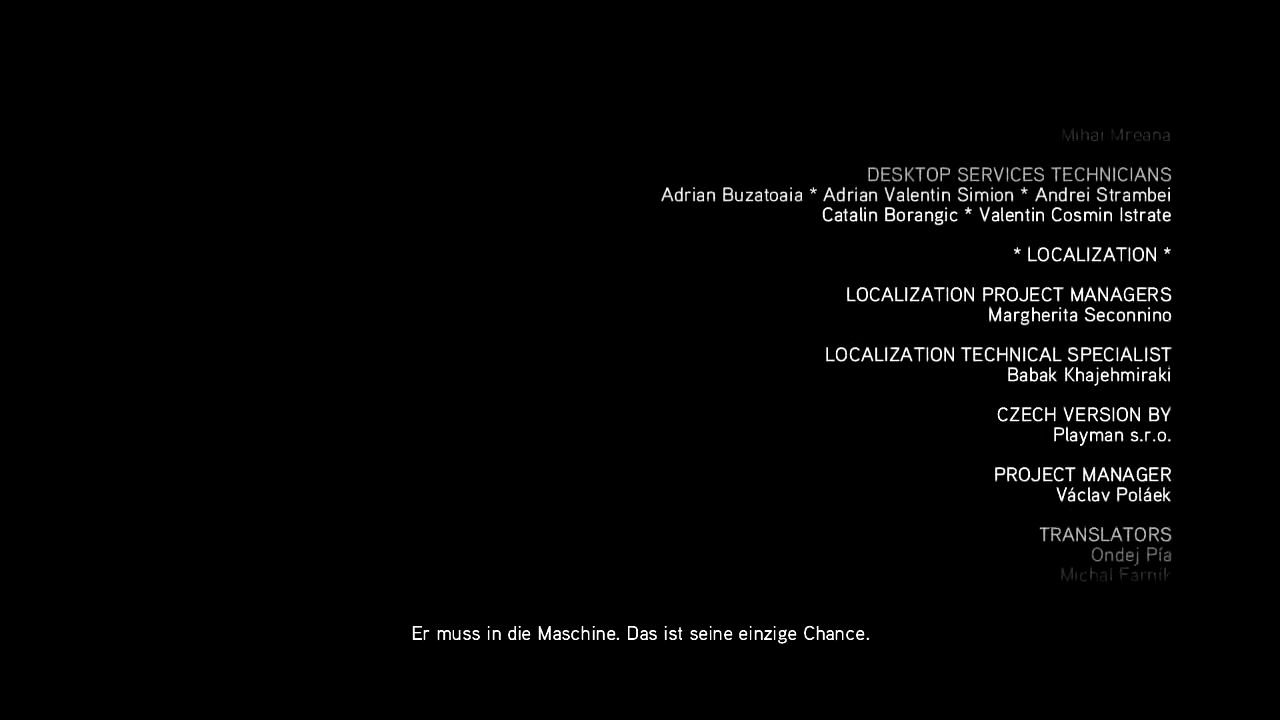 Mihai Mreana
DESKTOP SERVICES TECHNICIANS
Adrian Buzatoaia * Adrian Valentin Simion * Andrei Strambei
Catalin Borangic * Valentin Cosmin Istrate
* LOCALIZATION *
LOCALIZATION PROJECT MANAGERS
Margherita Seconnino
LOCALIZATION TECHNICAL SPECIALIST
Babak Khajehmiraki
CZECH VERSION BY
Playman s.r.o.
PROJECT MANAGER
Václav Poláek
TRANSLATORS
Ondej Pía
Michal Farnik
Er muss in die Maschine. Das ist seine einzige Chance.